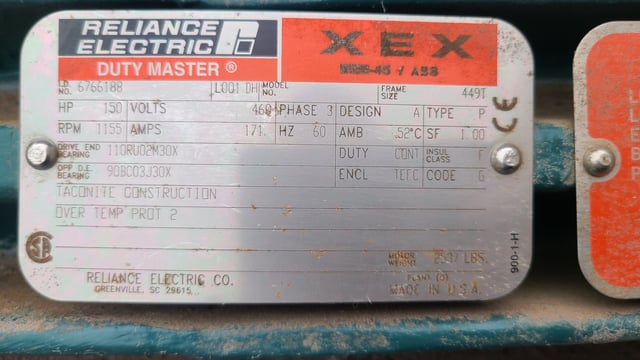 RELIANCE
ELECTRIC
DUTY MASTER ®
XEX
I.D. NO. 6766188 L001 DH MODEL NO. FRAME SIZE 449T
HP 150 VOLTS 460 PHASE 3 DESIGN A TYPE P
RPM 1155 AMPS 171. HZ 60 AMB 52°C SF 1.00
DRIVE END BEARING 110RU02M30X DUTY CONT INSUL CLASS F
OPP D.E. BEARING 90BC03J30X ENCL TEFC CODE G
TACONITE CONSTRUCTION
OVER TEMP PROT 2
MOTOR WEIGHT LBS.
RELIANCE ELECTRIC CO.
GREENVILLE, SC 29615
MADE IN U.S.A.
900-1-H
CE